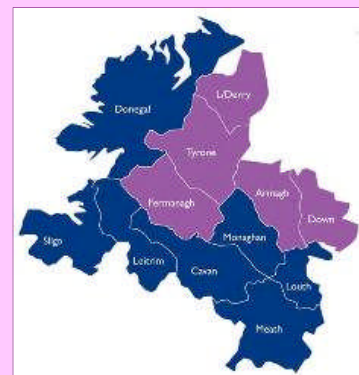 L/Derry
Donegal
Tyrone
Fermanagh
Armagh
Down
Sligo
Monaghan
Leitrim
Cavan
Louth
Meath